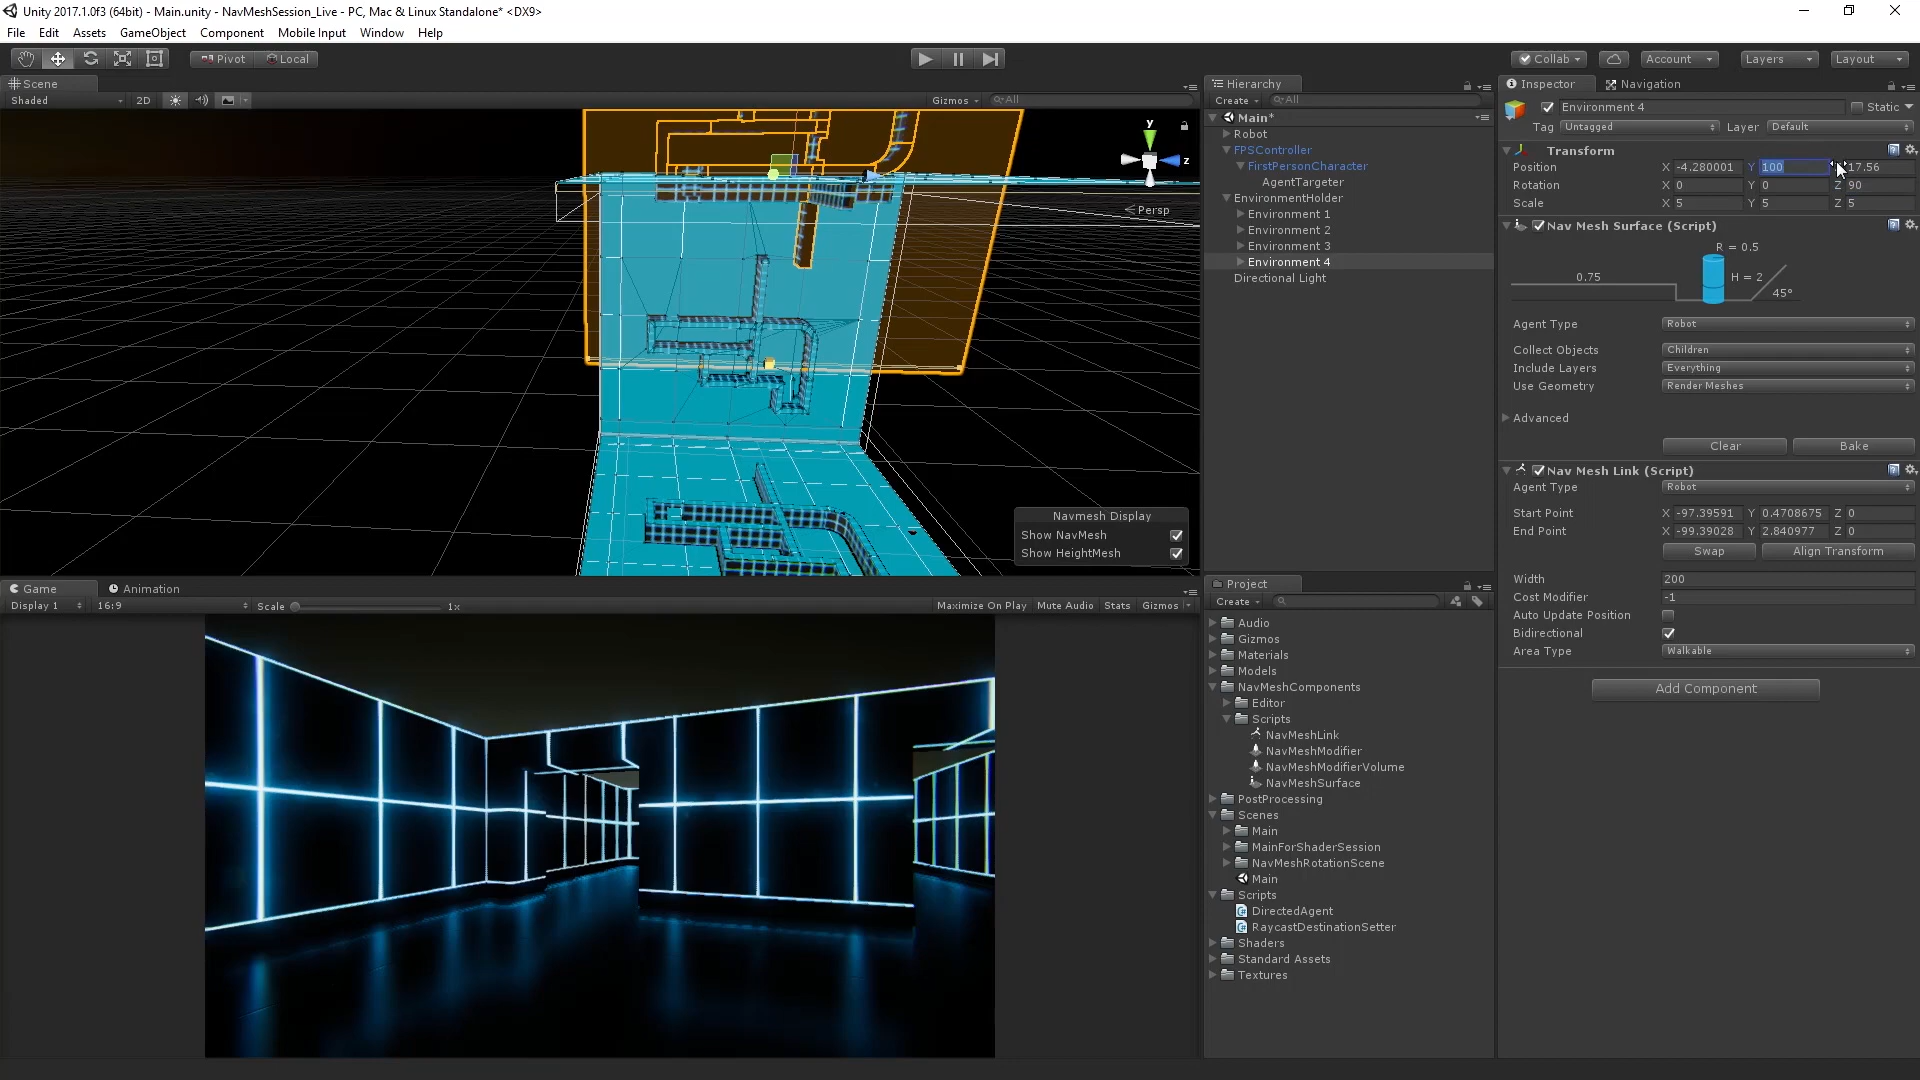 Unity 2017.1.0f3 (64bit) - Main.unity - NavMeshSession_Live - PC, Mac & Linux Standalone* <DX9>
File Edit Assets GameObject Component Mobile Input Window Help
Pivot Local Collab Account Layers Layout
Scene
Shaded 2D Gizmos All
y
z
Persp
Navmesh Display
Show NavMesh
Show HeightMesh
Hierarchy
Create All
Main*
Robot
FPSController
FirstPersonCharacter
AgentTargeter
EnvironmentHolder
Environment 1
Environment 2
Environment 3
Environment 4
Directional Light
Inspector Navigation
Environment 4 Static
Tag Untagged Layer Default
Transform
Position X -4.280001 Y 100 17.56
Rotation X 0 Y 0 Z 90
Scale X 5 Y 5 Z 5
Nav Mesh Surface (Script)
R = 0.5
0.75 H = 2
45°
Agent Type Robot
Collect Objects Children
Include Layers Everything
Use Geometry Render Meshes
Advanced
Clear Bake
Nav Mesh Link (Script)
Agent Type Robot
Start Point X -97.39591 Y 0.4708675 Z 0
End Point X -99.39028 Y 2.840977 Z 0
Swap Align Transform
Width 200
Cost Modifier -1
Auto Update Position
Bidirectional
Area Type Walkable
Add Component
Game Animation
Display 1 16:9 Scale 1x Maximize On Play Mute Audio Stats Gizmos
Project
Create
Audio
Gizmos
Materials
Models
NavMeshComponents
Editor
Scripts
NavMeshLink
NavMeshModifier
NavMeshModifierVolume
NavMeshSurface
PostProcessing
Scenes
Main
MainForShaderSession
NavMeshRotationScene
Main
Scripts
DirectedAgent
RaycastDestinationSetter
Shaders
Standard Assets
Textures